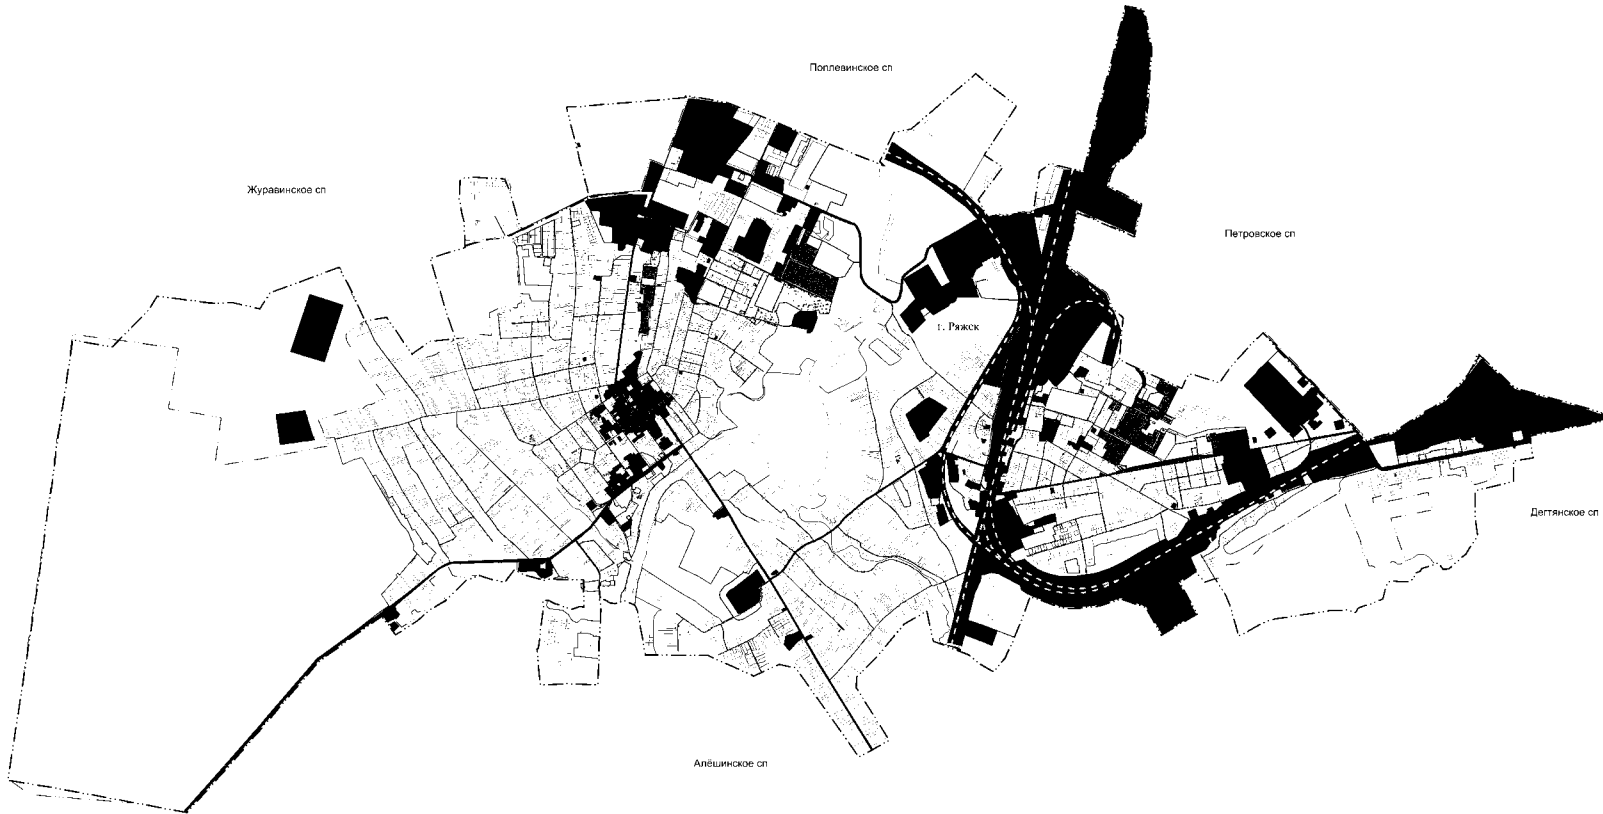 Поплевинское сп
Журавинское сп
Петровское сп
г. Ряжск
Дегтянское сп
Алёшинское сп